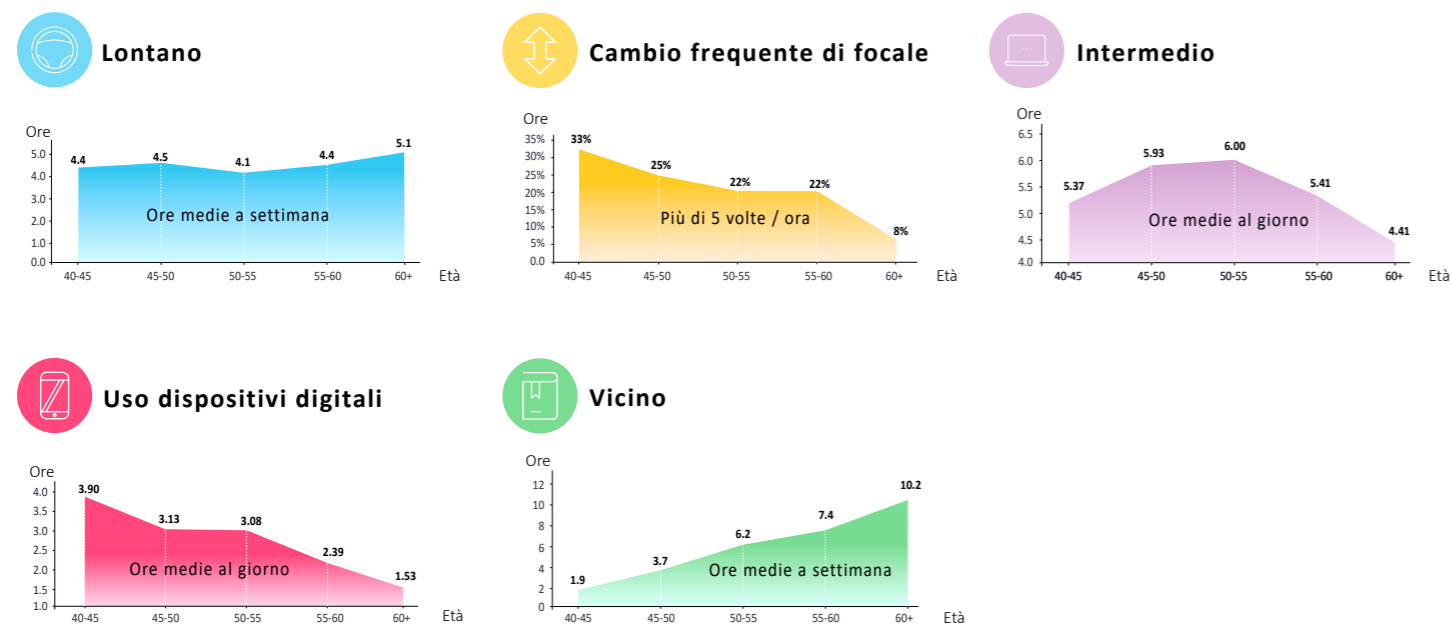 Lontano
Ore
5.0
4.0
3.0
2.0
1.0
0.0
4.4
4.5
4.1
4.4
5.1
Ore medie a settimana
40-45 45-50 50-55 55-60 60+ Età
Cambio frequente di focale
Ore
35%
30%
25%
20%
15%
10%
5%
0.0
33%
25%
22%
22%
8%
Più di 5 volte / ora
40-45 45-50 50-55 55-60 60+ Età
Intermedio
Ore
6.5
6.0
5.5
5.0
4.5
4.0
5.37
5.93
6.00
5.41
4.41
Ore medie al giorno
40-45 45-50 50-55 55-60 60+ Età
Uso dispositivi digitali
Ore
4.0
3.5
3.0
2.5
2.0
1.5
1.0
3.90
3.13
3.08
2.39
1.53
Ore medie al giorno
40-45 45-50 50-55 55-60 60+ Età
Vicino
Ore
12
10
8
6
4
2
0
1.9
3.7
6.2
7.4
10.2
Ore medie a settimana
40-45 45-50 50-55 55-60 60+ Età